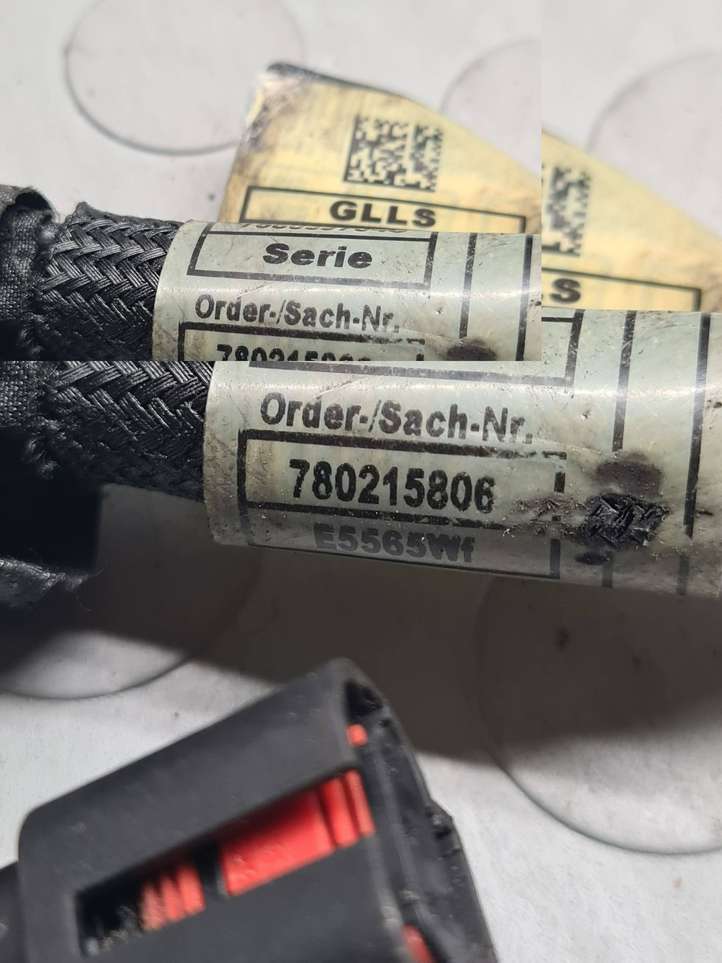 GLLS
Serie
Order-/Sach-Nr.
S
Order-/Sach-Nr.
780215806
E5565Wf